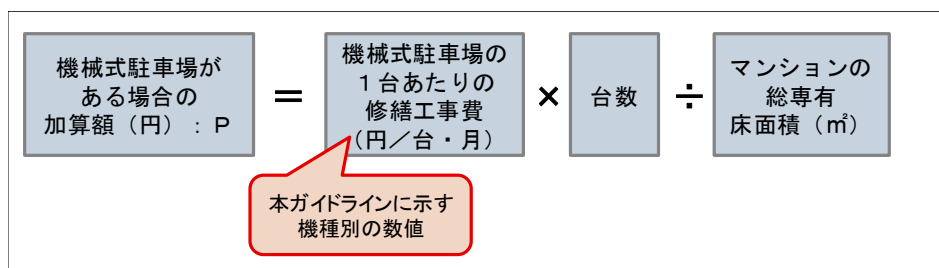 機械式駐車場が
ある場合の
加算額（円）：P
＝
機械式駐車場の
１台あたりの
修繕工事費
（円／台・月）
×
台数
÷
マンションの
総専有
床面積（㎡）
本ガイドラインに示す
機種別の数値